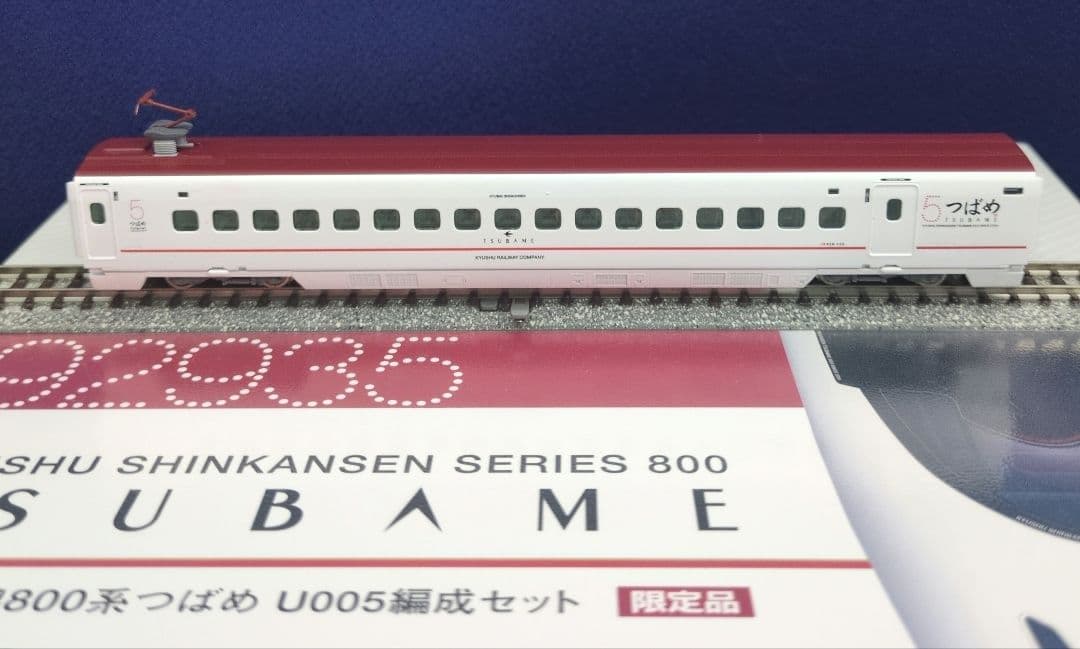 5
つばめ
TSUBAME
KYUSHU RAILWAY COMPANY
5 つばめ
TSUBAME
92935
SHU SHINKANSEN SERIES 800
SUBAME
800系つばめ U005編成セット 限定品